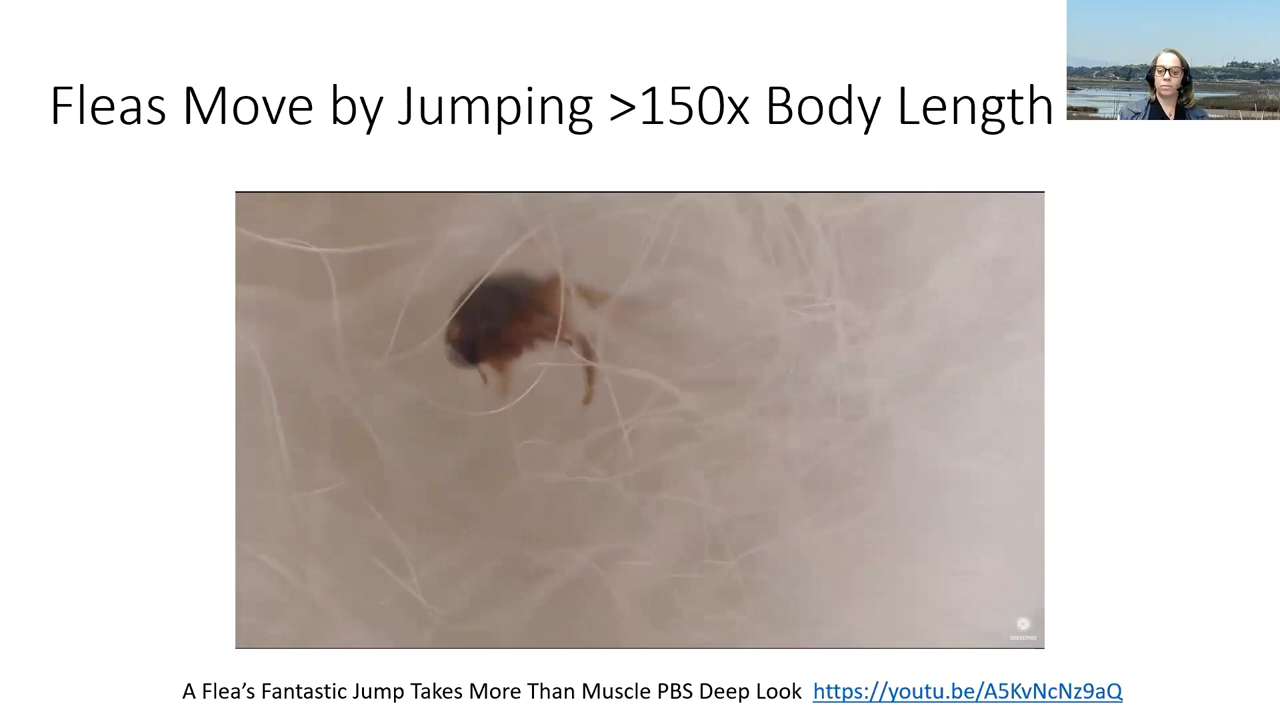 Fleas Move by Jumping >150x Body Length
SUBSCRIBE
A Flea’s Fantastic Jump Takes More Than Muscle PBS Deep Look https://youtu.be/A5KvNcNz9aQ